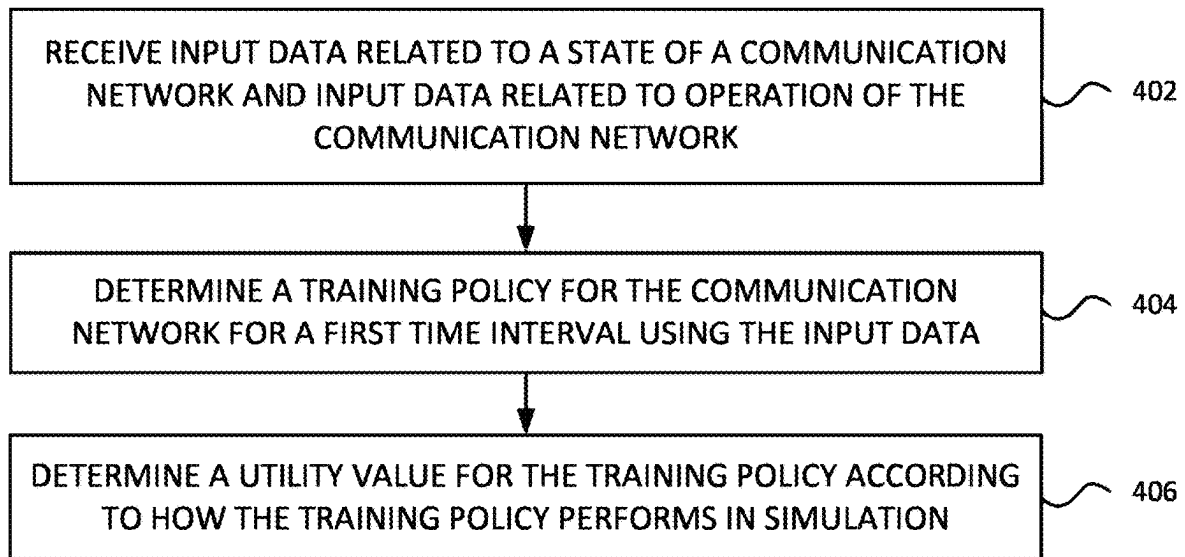 RECEIVE INPUT DATA RELATED TO A STATE OF A COMMUNICATION
NETWORK AND INPUT DATA RELATED TO OPERATION OF THE
COMMUNICATION NETWORK
402
DETERMINE A TRAINING POLICY FOR THE COMMUNICATION
NETWORK FOR A FIRST TIME INTERVAL USING THE INPUT DATA
404
DETERMINE A UTILITY VALUE FOR THE TRAINING POLICY ACCORDING
TO HOW THE TRAINING POLICY PERFORMS IN SIMULATION
406